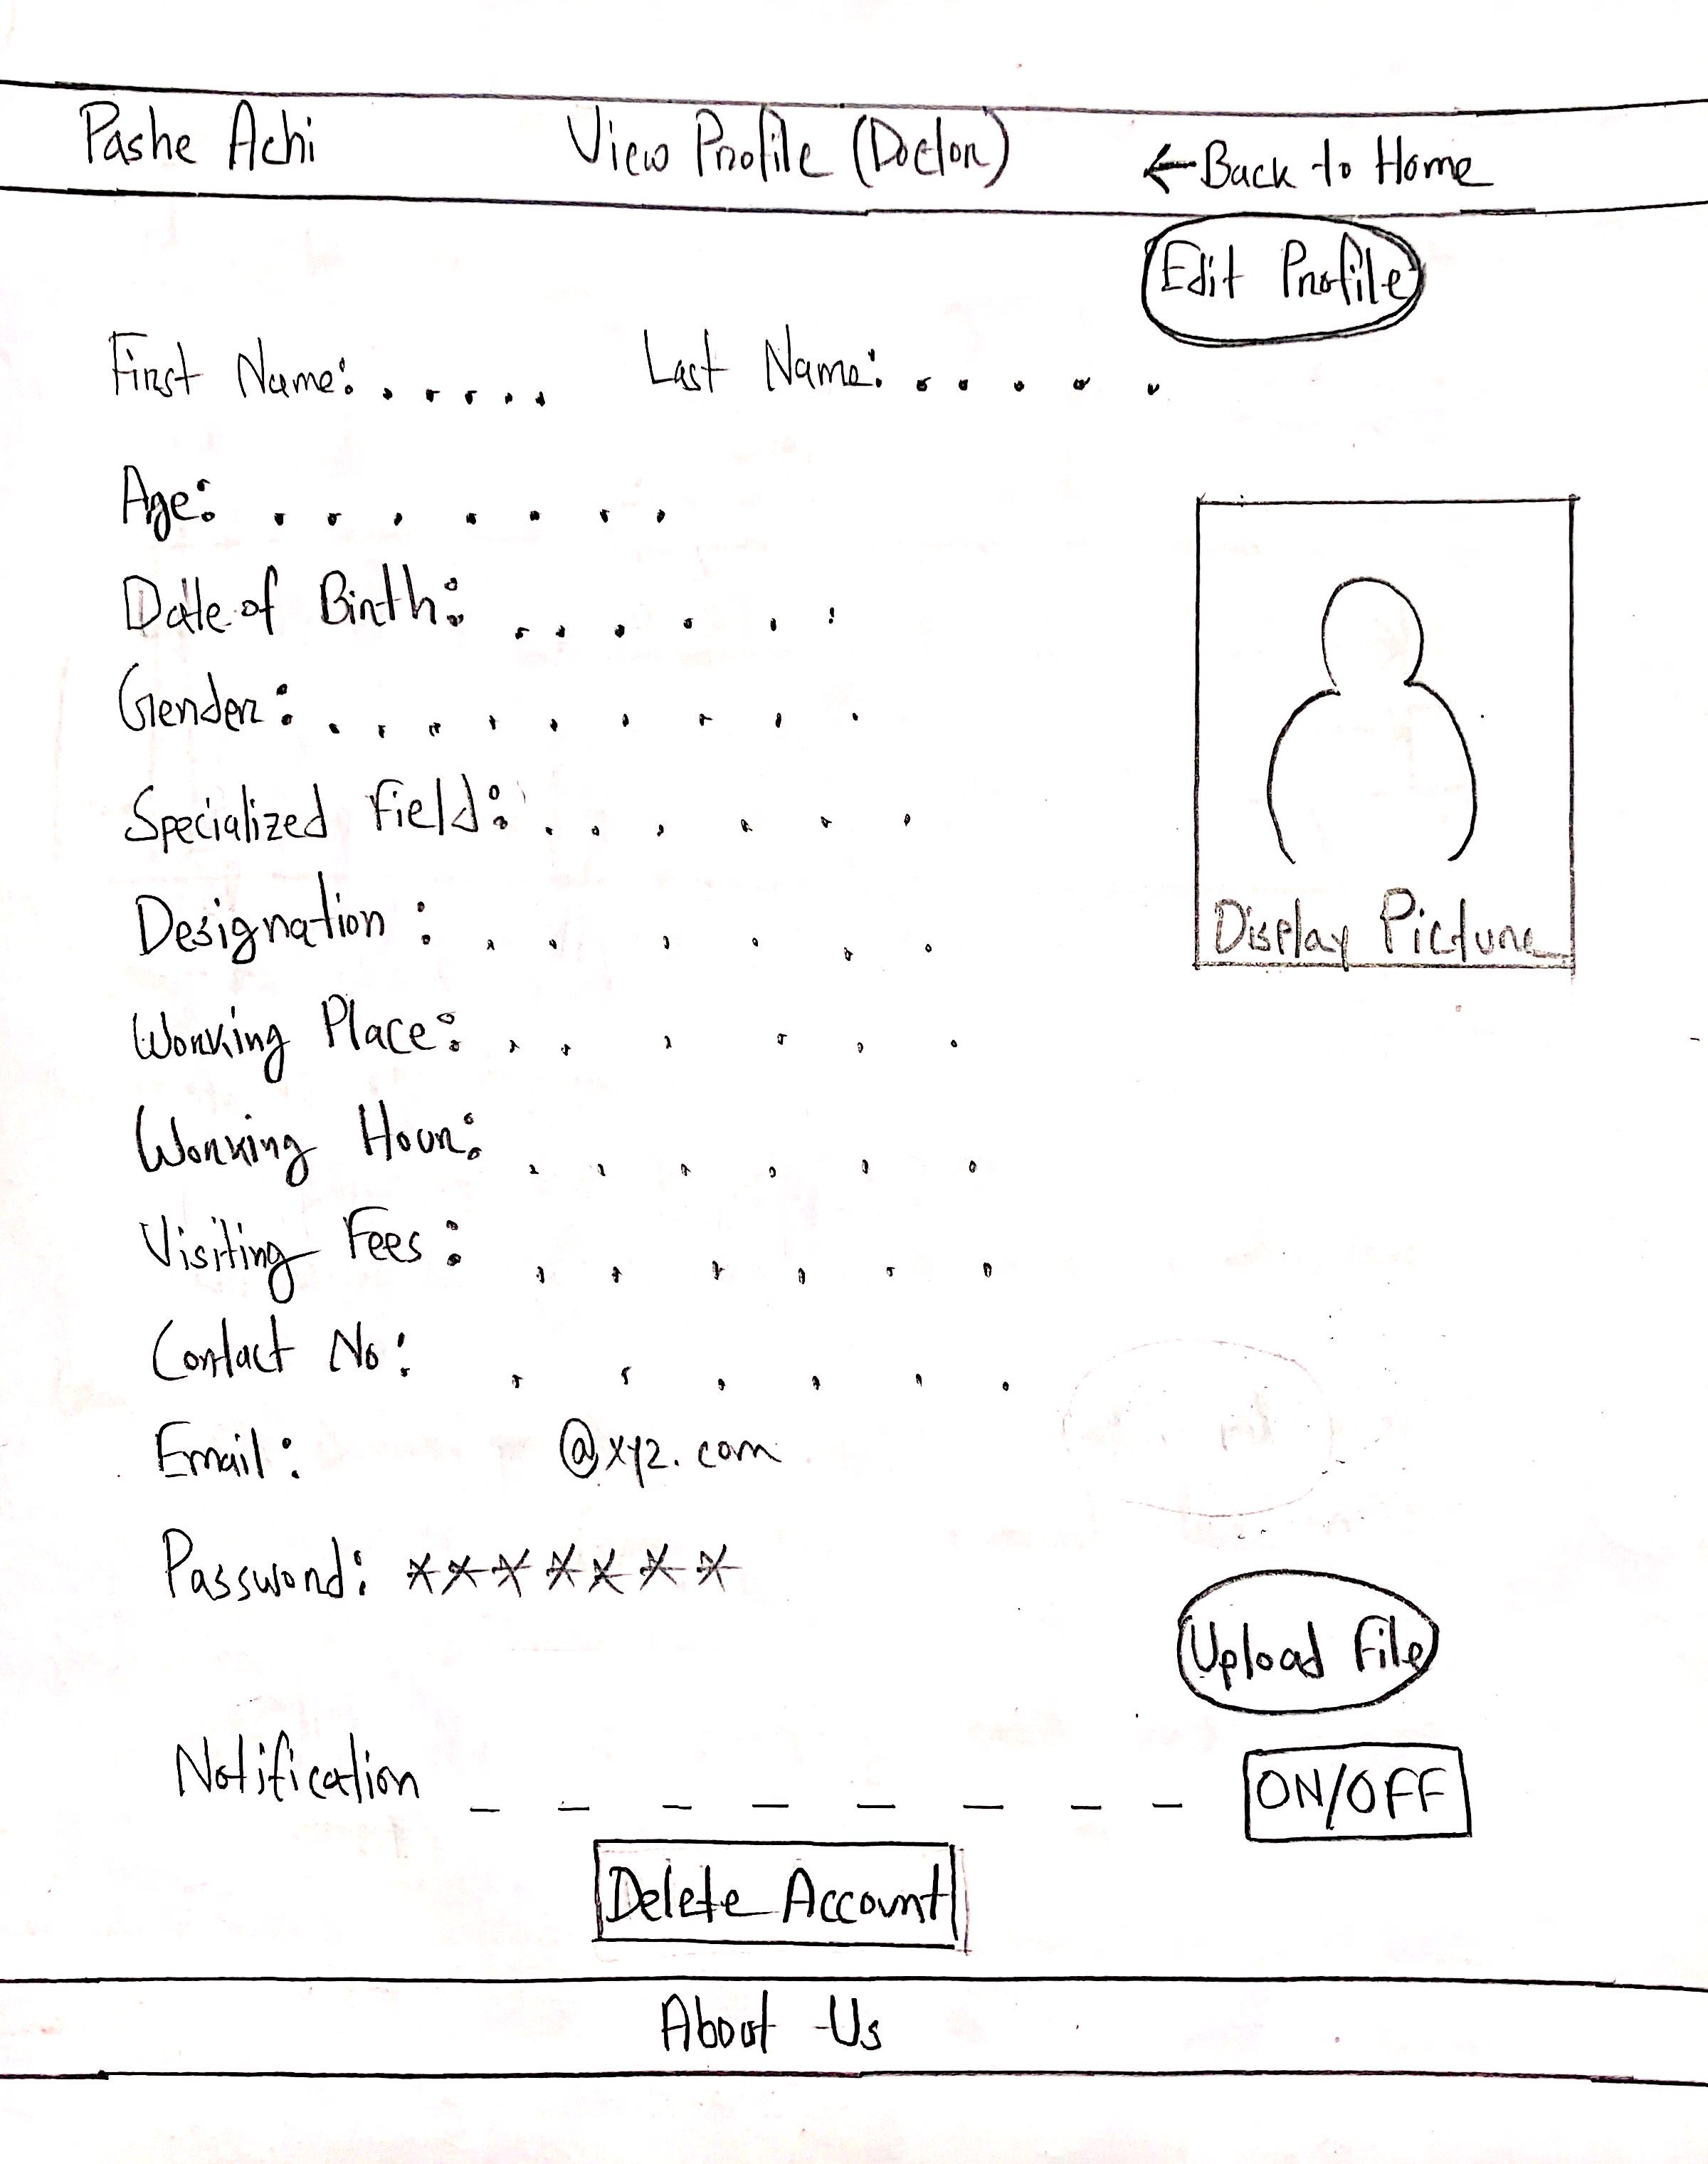 Pashe Achi View Profile (Doctor) ←Back to Home
Edit Profile
First Name: . . . . . Last Name: . . . . .
Age: . . . . . . .
Date of Birth: . . . . . .
Gender: . . . . . . . . .
Specialized Field: . . . . . .
Designation : . . . . . .
Working Place: . . . . . .
Working Hour: . . . . . .
Visiting Fees : . . . . . .
Contact No: . . . . . .
Email: @xyz.com
Password: *******
Upload File
Notification _ _ _ _ _ _ _ _ ON/OFF
Delete Account
About Us
Display Picture